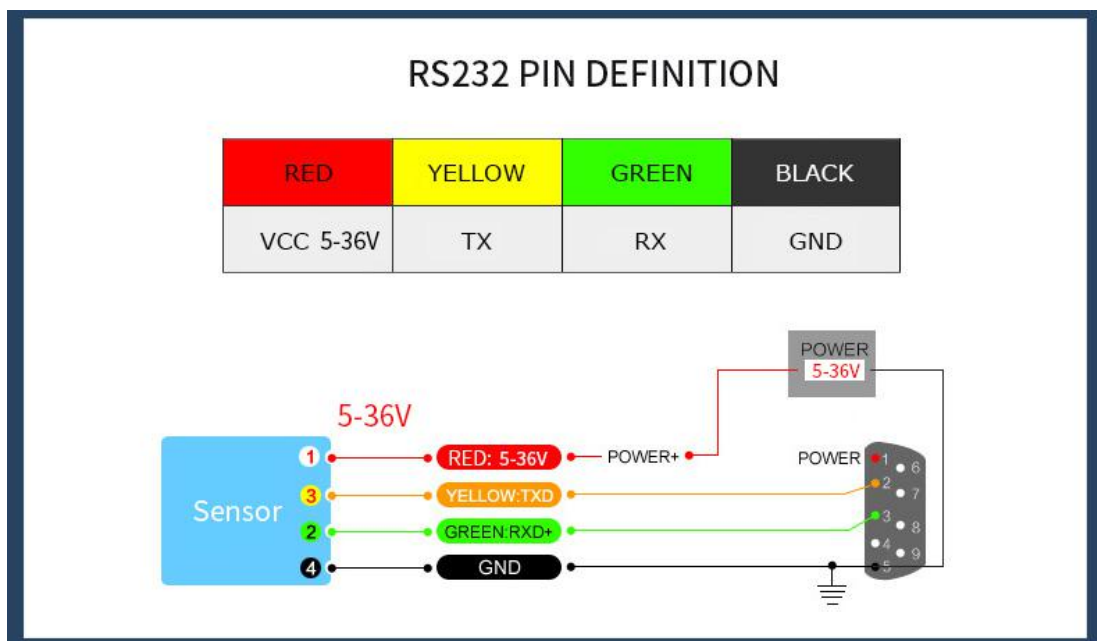 RS232 PIN DEFINITION
RED YELLOW GREEN BLACK
VCC 5-36V TX RX GND
POWER
5-36V
5-36V
1 RED: 5-36V POWER+ POWER 1 6
3 YELLOW:TXD 2 7
Sensor
2 GREEN:RXD+ 3 8
4 GND 4 9
5